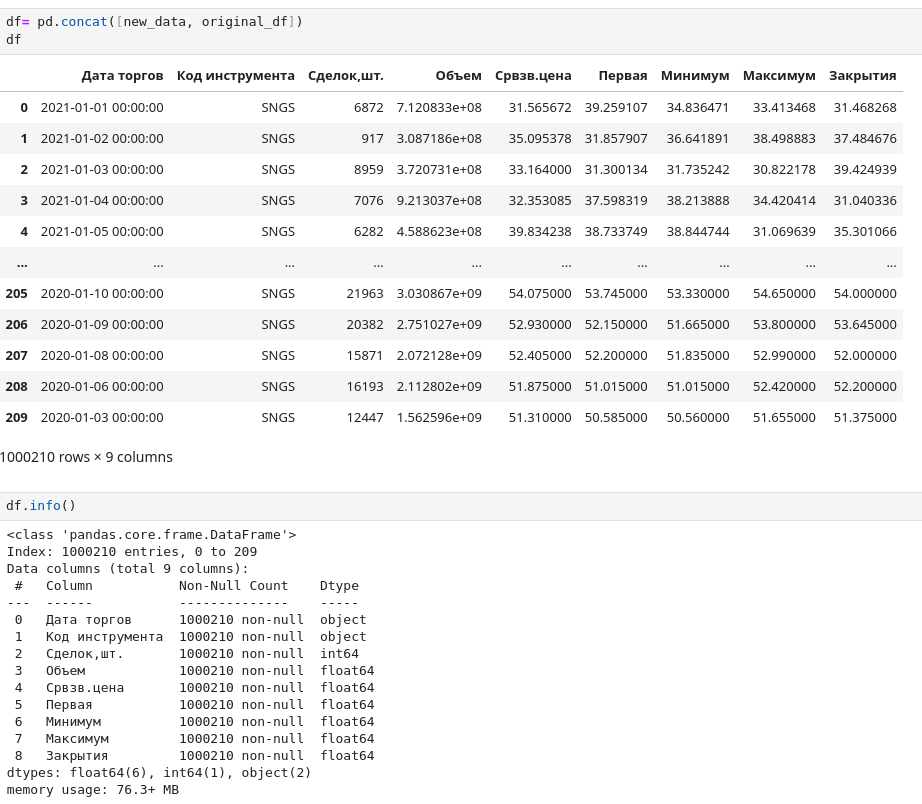 df= pd.concat([new_data, original_df])
df
Дата торгов Код инструмента Сделок,шт. Объем Срвзв.цена Первая Минимум Максимум Закрытия
0 2021-01-01 00:00:00 SNGS 6872 7.120833e+08 31.565672 39.259107 34.836471 33.413468 31.468268
1 2021-01-02 00:00:00 SNGS 917 3.087186e+08 35.095378 31.857907 36.641891 38.498883 37.484676
2 2021-01-03 00:00:00 SNGS 8959 3.720731e+08 33.164000 31.300134 31.735242 30.822178 39.424939
3 2021-01-04 00:00:00 SNGS 7076 9.213037e+08 32.353085 37.598319 38.213888 34.420414 31.040336
4 2021-01-05 00:00:00 SNGS 6282 4.588623e+08 39.834238 38.733749 38.844744 31.069639 35.301066
... ... ... ... ... ... ... ... ... ...
205 2020-01-10 00:00:00 SNGS 21963 3.030867e+09 54.075000 53.745000 53.330000 54.650000 54.000000
206 2020-01-09 00:00:00 SNGS 20382 2.751027e+09 52.930000 52.150000 51.665000 53.800000 53.645000
207 2020-01-08 00:00:00 SNGS 15871 2.072128e+09 52.405000 52.200000 51.835000 52.990000 52.000000
208 2020-01-06 00:00:00 SNGS 16193 2.112802e+09 51.875000 51.015000 51.015000 52.420000 52.200000
209 2020-01-03 00:00:00 SNGS 12447 1.562596e+09 51.310000 50.585000 50.560000 51.655000 51.375000
1000210 rows × 9 columns
df.info()
<class 'pandas.core.frame.DataFrame'>
Index: 1000210 entries, 0 to 209
Data columns (total 9 columns):
#   Column           Non-Null Count    Dtype
---  ------           --------------    -----
0   Дата торгов      1000210 non-null  object
1   Код инструмента  1000210 non-null  object
2   Сделок,шт.       1000210 non-null  int64
3   Объем            1000210 non-null  float64
4   Срвзв.цена       1000210 non-null  float64
5   Первая           1000210 non-null  float64
6   Минимум          1000210 non-null  float64
7   Максимум         1000210 non-null  float64
8   Закрытия         1000210 non-null  float64
dtypes: float64(6), int64(1), object(2)
memory usage: 76.3+ MB